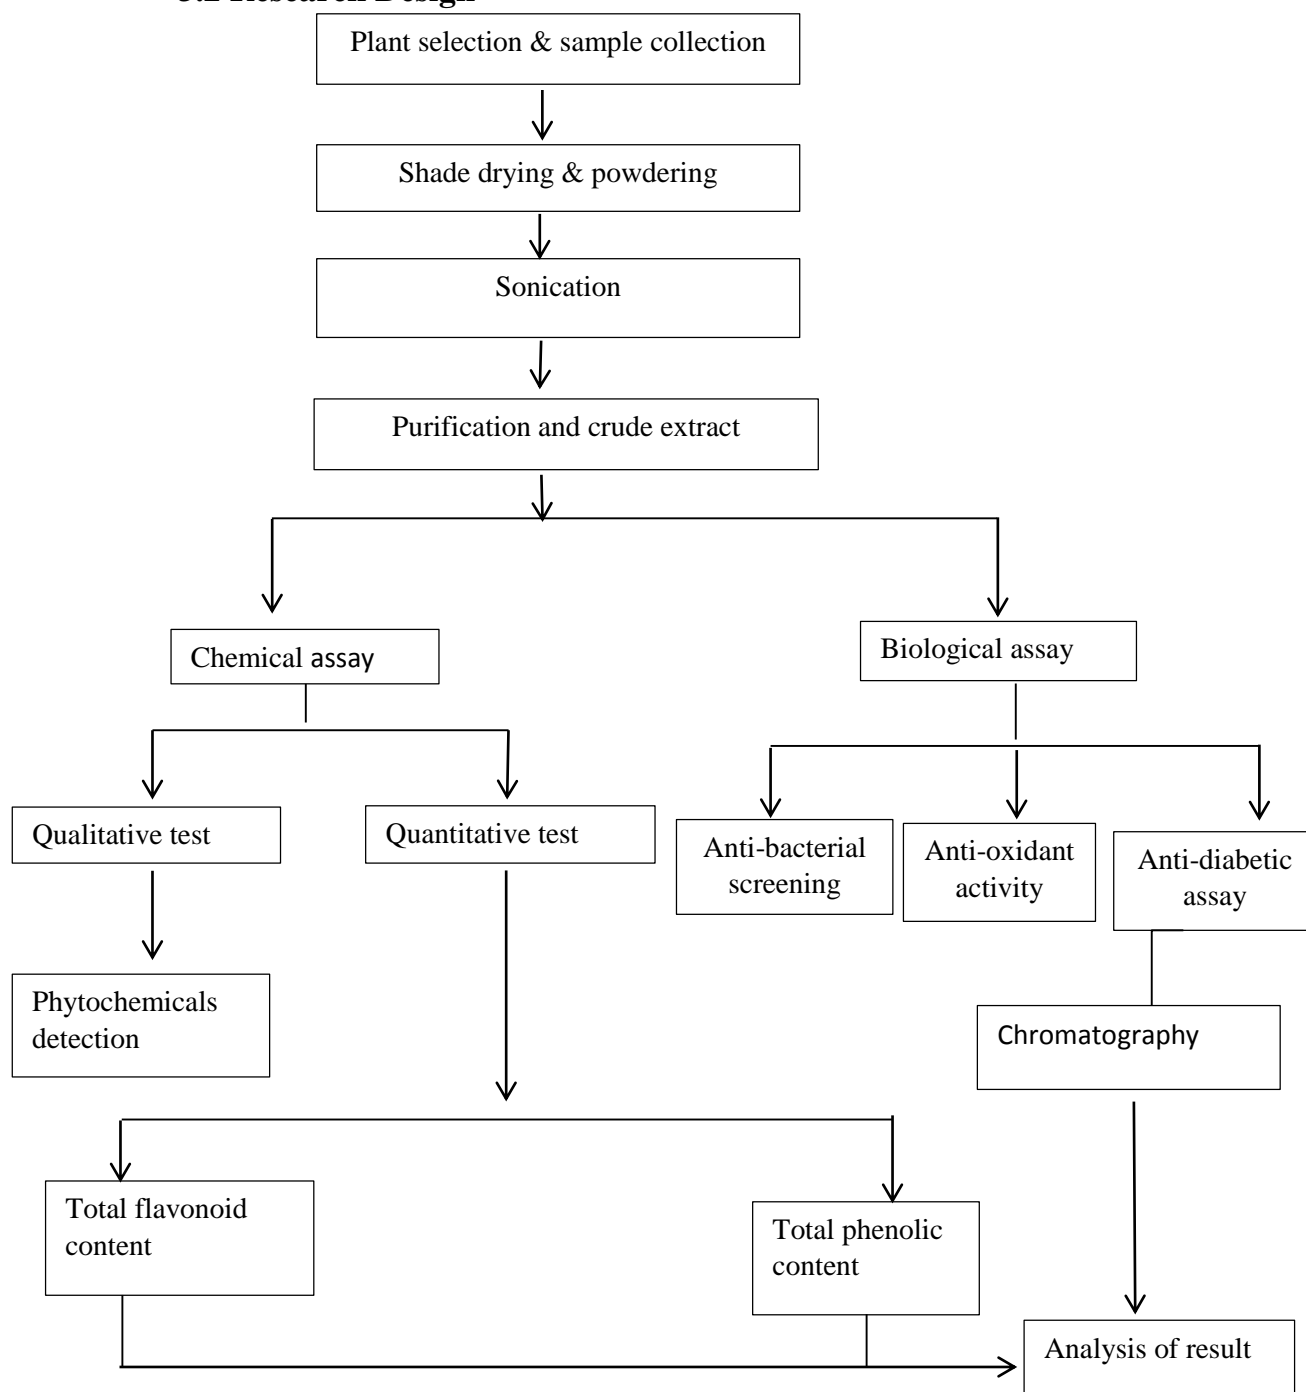 3.2 Research Design
Plant selection & sample collection
Shade drying & powdering
Sonication
Purification and crude extract
Chemical assay
Biological assay
Qualitative test
Quantitative test
Anti-bacterial
screening
Anti-oxidant
activity
Anti-diabetic
assay
Phytochemicals
detection
Chromatography
Total flavonoid
content
Total phenolic
content
Analysis of result